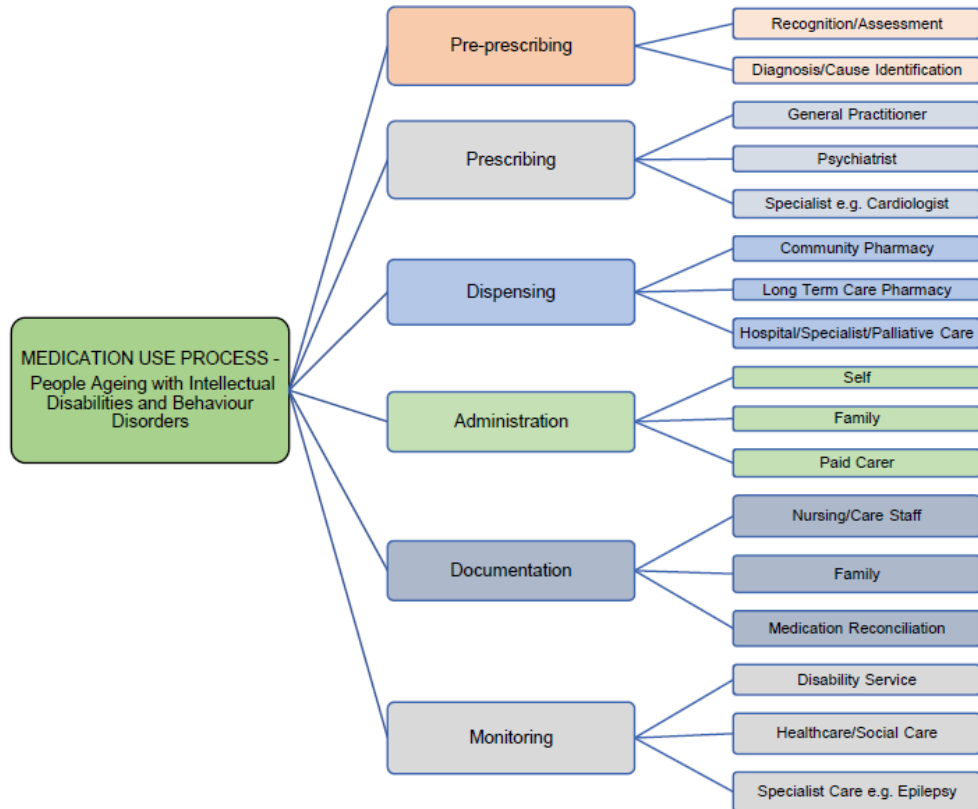 MEDICATION USE PROCESS -
People Ageing with Intellectual
Disabilities and Behaviour
Disorders
Pre-prescribing
Recognition/Assessment
Diagnosis/Cause Identification
Prescribing
General Practitioner
Psychiatrist
Specialist e.g. Cardiologist
Dispensing
Community Pharmacy
Long Term Care Pharmacy
Hospital/Specialist/Palliative Care
Administration
Self
Family
Paid Carer
Documentation
Nursing/Care Staff
Family
Medication Reconciliation
Monitoring
Disability Service
Healthcare/Social Care
Specialist Care e.g. Epilepsy